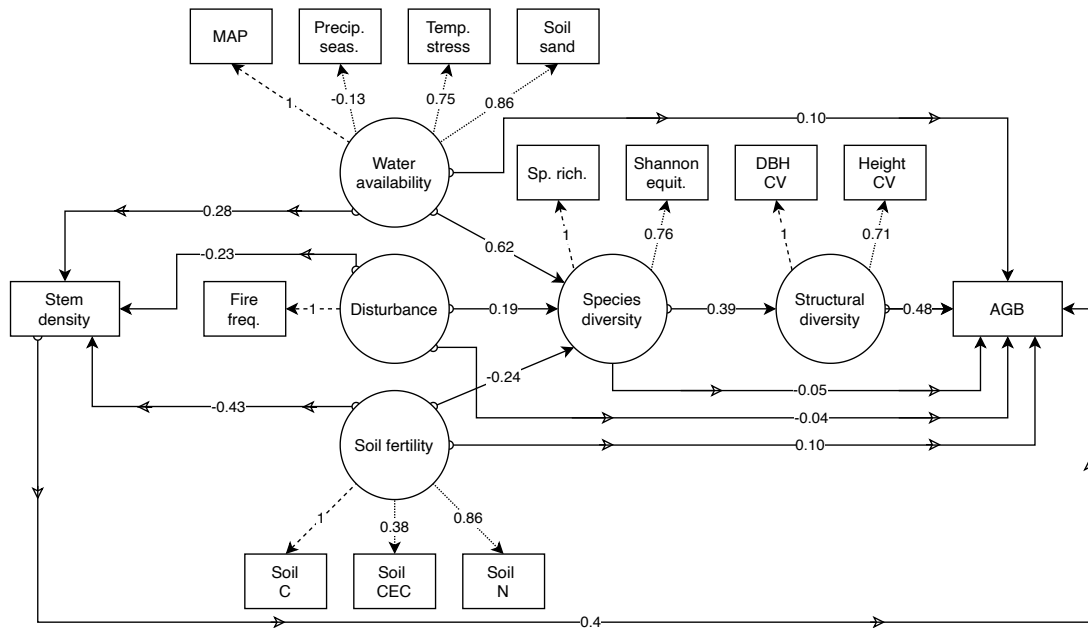 MAP
Precip.
seas.
Temp.
stress
Soil
sand
1
-0.13
0.75
0.86
0.10
Water
availability
Sp. rich.
Shannon
equit.
DBH
CV
Height
CV
0.28
0.62
1
0.76
1
0.71
-0.23
Stem
density
Fire
freq.
1
Disturbance
0.19
Species
diversity
0.39
Structural
diversity
0.48
AGB
-0.24
-0.05
-0.43
-0.04
Soil fertility
0.10
1
0.38
0.86
Soil
C
Soil
CEC
Soil
N
0.4